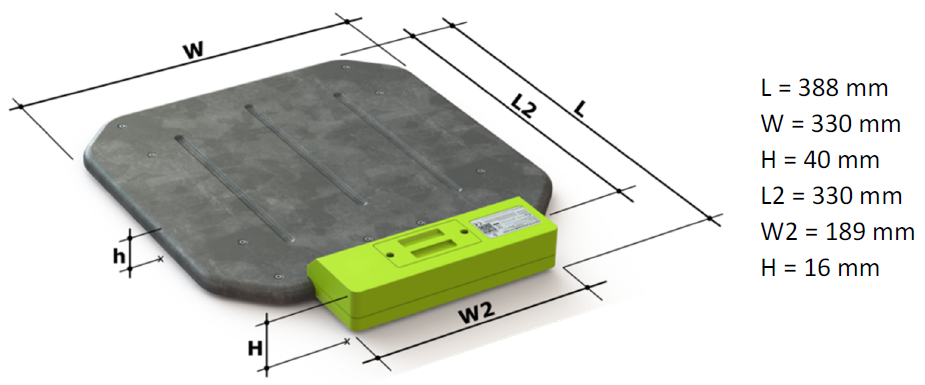 W
L2
L
h
H
W2
L = 388 mm
W = 330 mm
H = 40 mm
L2 = 330 mm
W2 = 189 mm
H = 16 mm